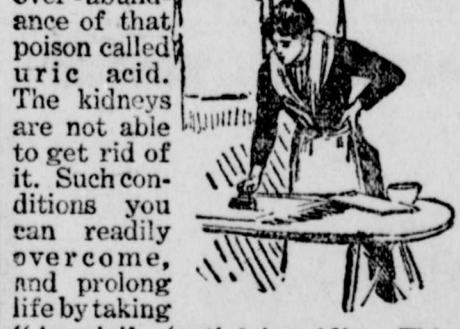 ance of that
poison called
uric acid.
The kidneys
are not able
to get rid of
it. Such con-
ditions you
can readily
overcome,
and prolong
life by taking